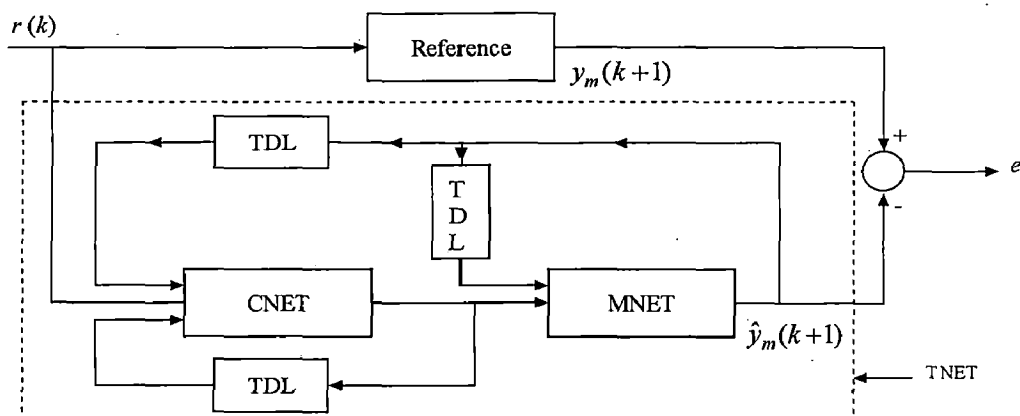 r (k)
Reference
y_m(k+1)
TDL
+
T
D
L
e
-
CNET
MNET
ŷ_m(k+1)
TDL
TNET